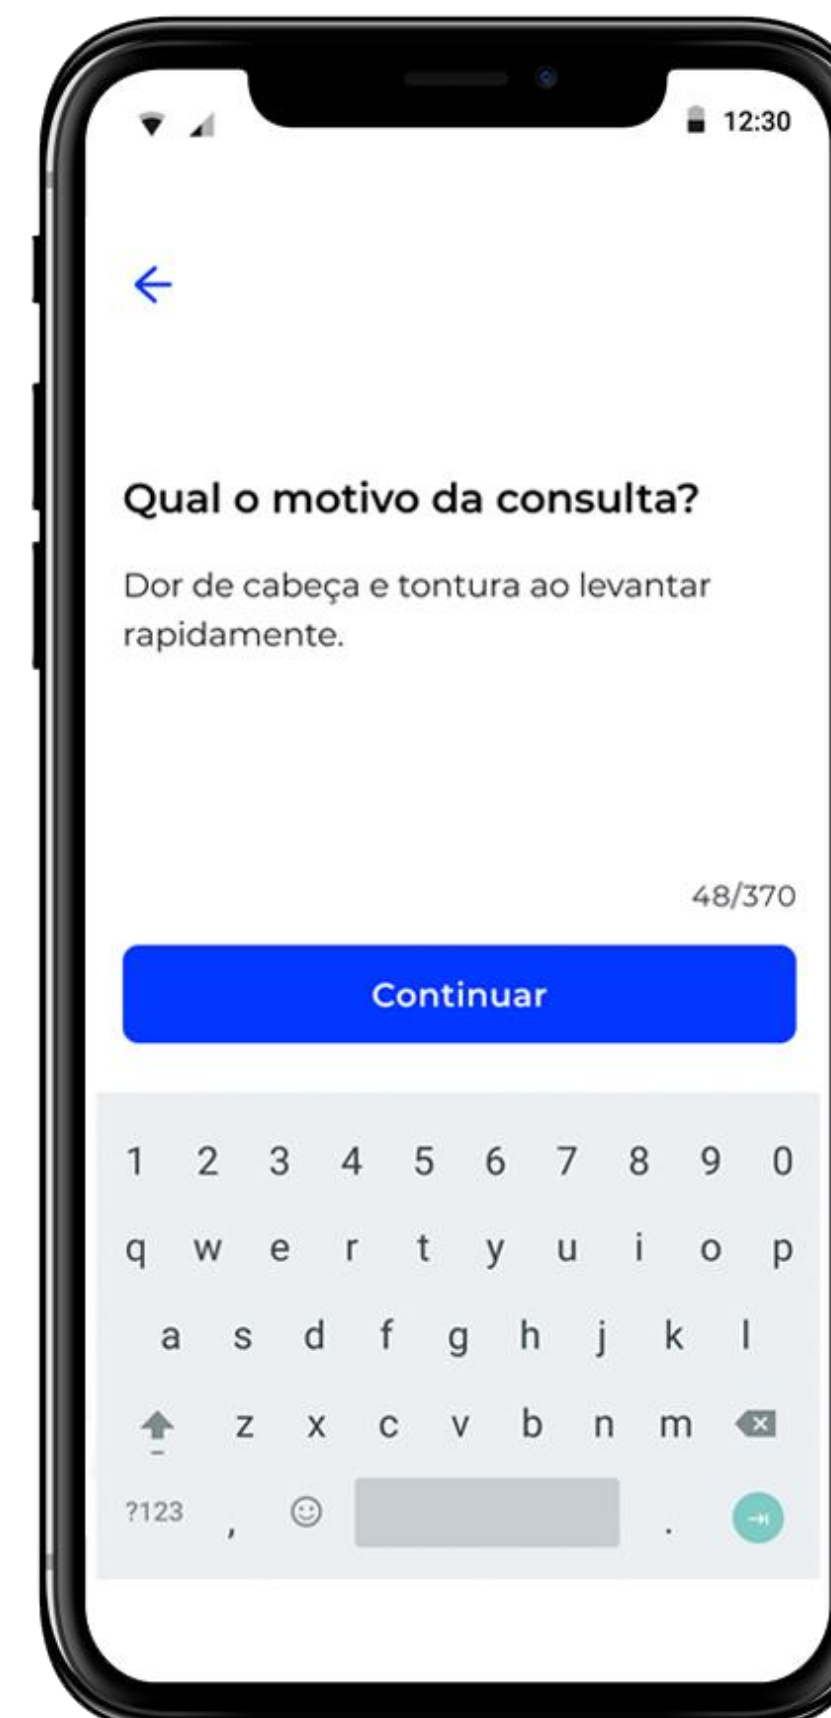 12:30
Qual o motivo da consulta?
Dor de cabeça e tontura ao levantar
rapidamente.
48/370
Continuar
1 2 3 4 5 6 7 8 9 0
q w e r t y u i o p
a s d f g h j k l
z x c v b n m
?123 , .